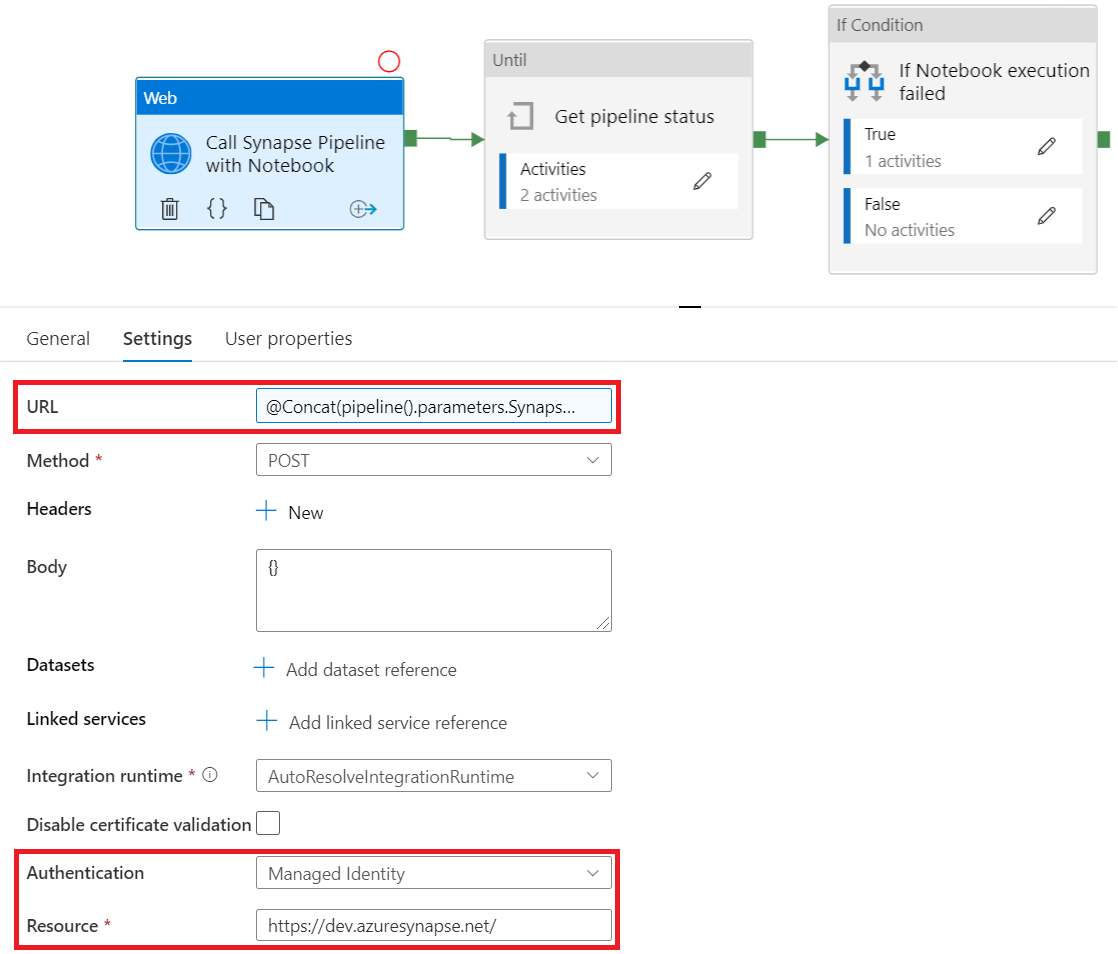 Web
Call Synapse Pipeline
with Notebook
{}
Until
Get pipeline status
Activities
2 activities
If Condition
If Notebook execution
failed
True
1 activities
False
No activities
General Settings User properties
URL @Concat(pipeline().parameters.Synaps...
Method * POST
Headers New
Body {}
Datasets Add dataset reference
Linked services Add linked service reference
Integration runtime * AutoResolveIntegrationRuntime
Disable certificate validation
Authentication Managed Identity
Resource * https://dev.azuresynapse.net/